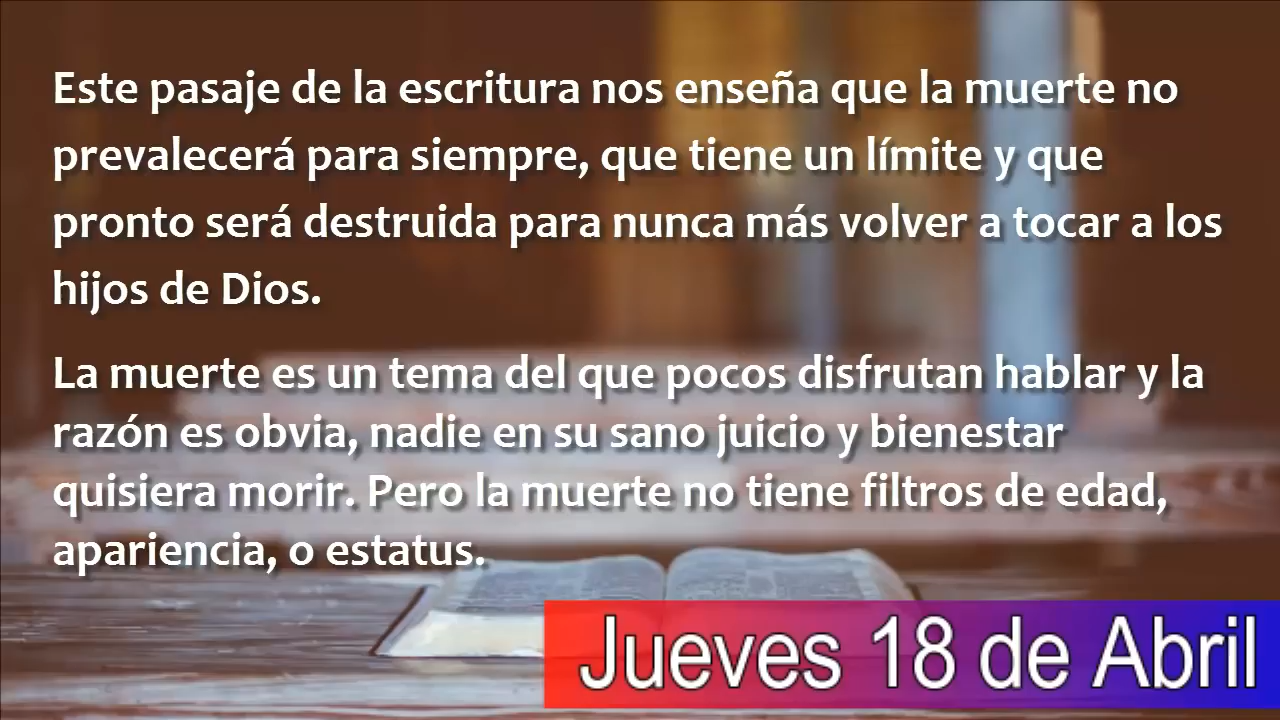 Este pasaje de la escritura nos enseña que la muerte no
prevalecerá para siempre, que tiene un límite y que
pronto será destruida para nunca más volver a tocar a los
hijos de Dios.
La muerte es un tema del que pocos disfrutan hablar y la
razón es obvia, nadie en su sano juicio y bienestar
quisiera morir. Pero la muerte no tiene filtros de edad,
apariencia, o estatus.
Jueves 18 de Abril